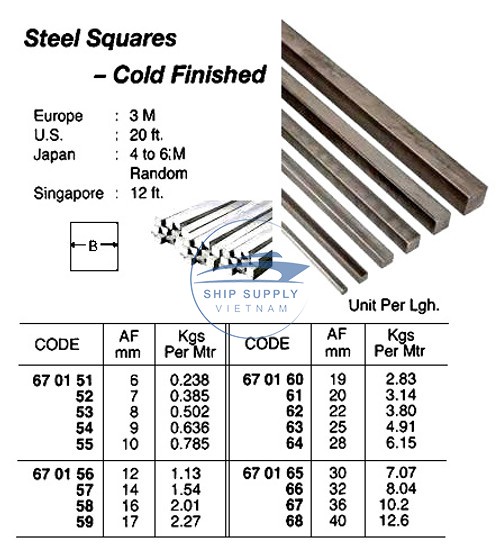 Steel Squares
– Cold Finished
Europe : 3 M
U.S. : 20 ft.
Japan : 4 to 6;M
Random
Singapore : 12 ft.
B
SHIP SUPPLY
VIETNAM
Unit Per Lgh.
CODE AF mm Kgs Per Mtr CODE AF mm Kgs Per Mtr
67 01 51 6 0.238 67 01 60 19 2.83
52 7 0.385 61 20 3.14
53 8 0.502 62 22 3.80
54 9 0.636 63 25 4.91
55 10 0.785 64 28 6.15
67 01 56 12 1.13 67 01 65 30 7.07
57 14 1.54 66 32 8.04
58 16 2.01 67 36 10.2
59 17 2.27 68 40 12.6